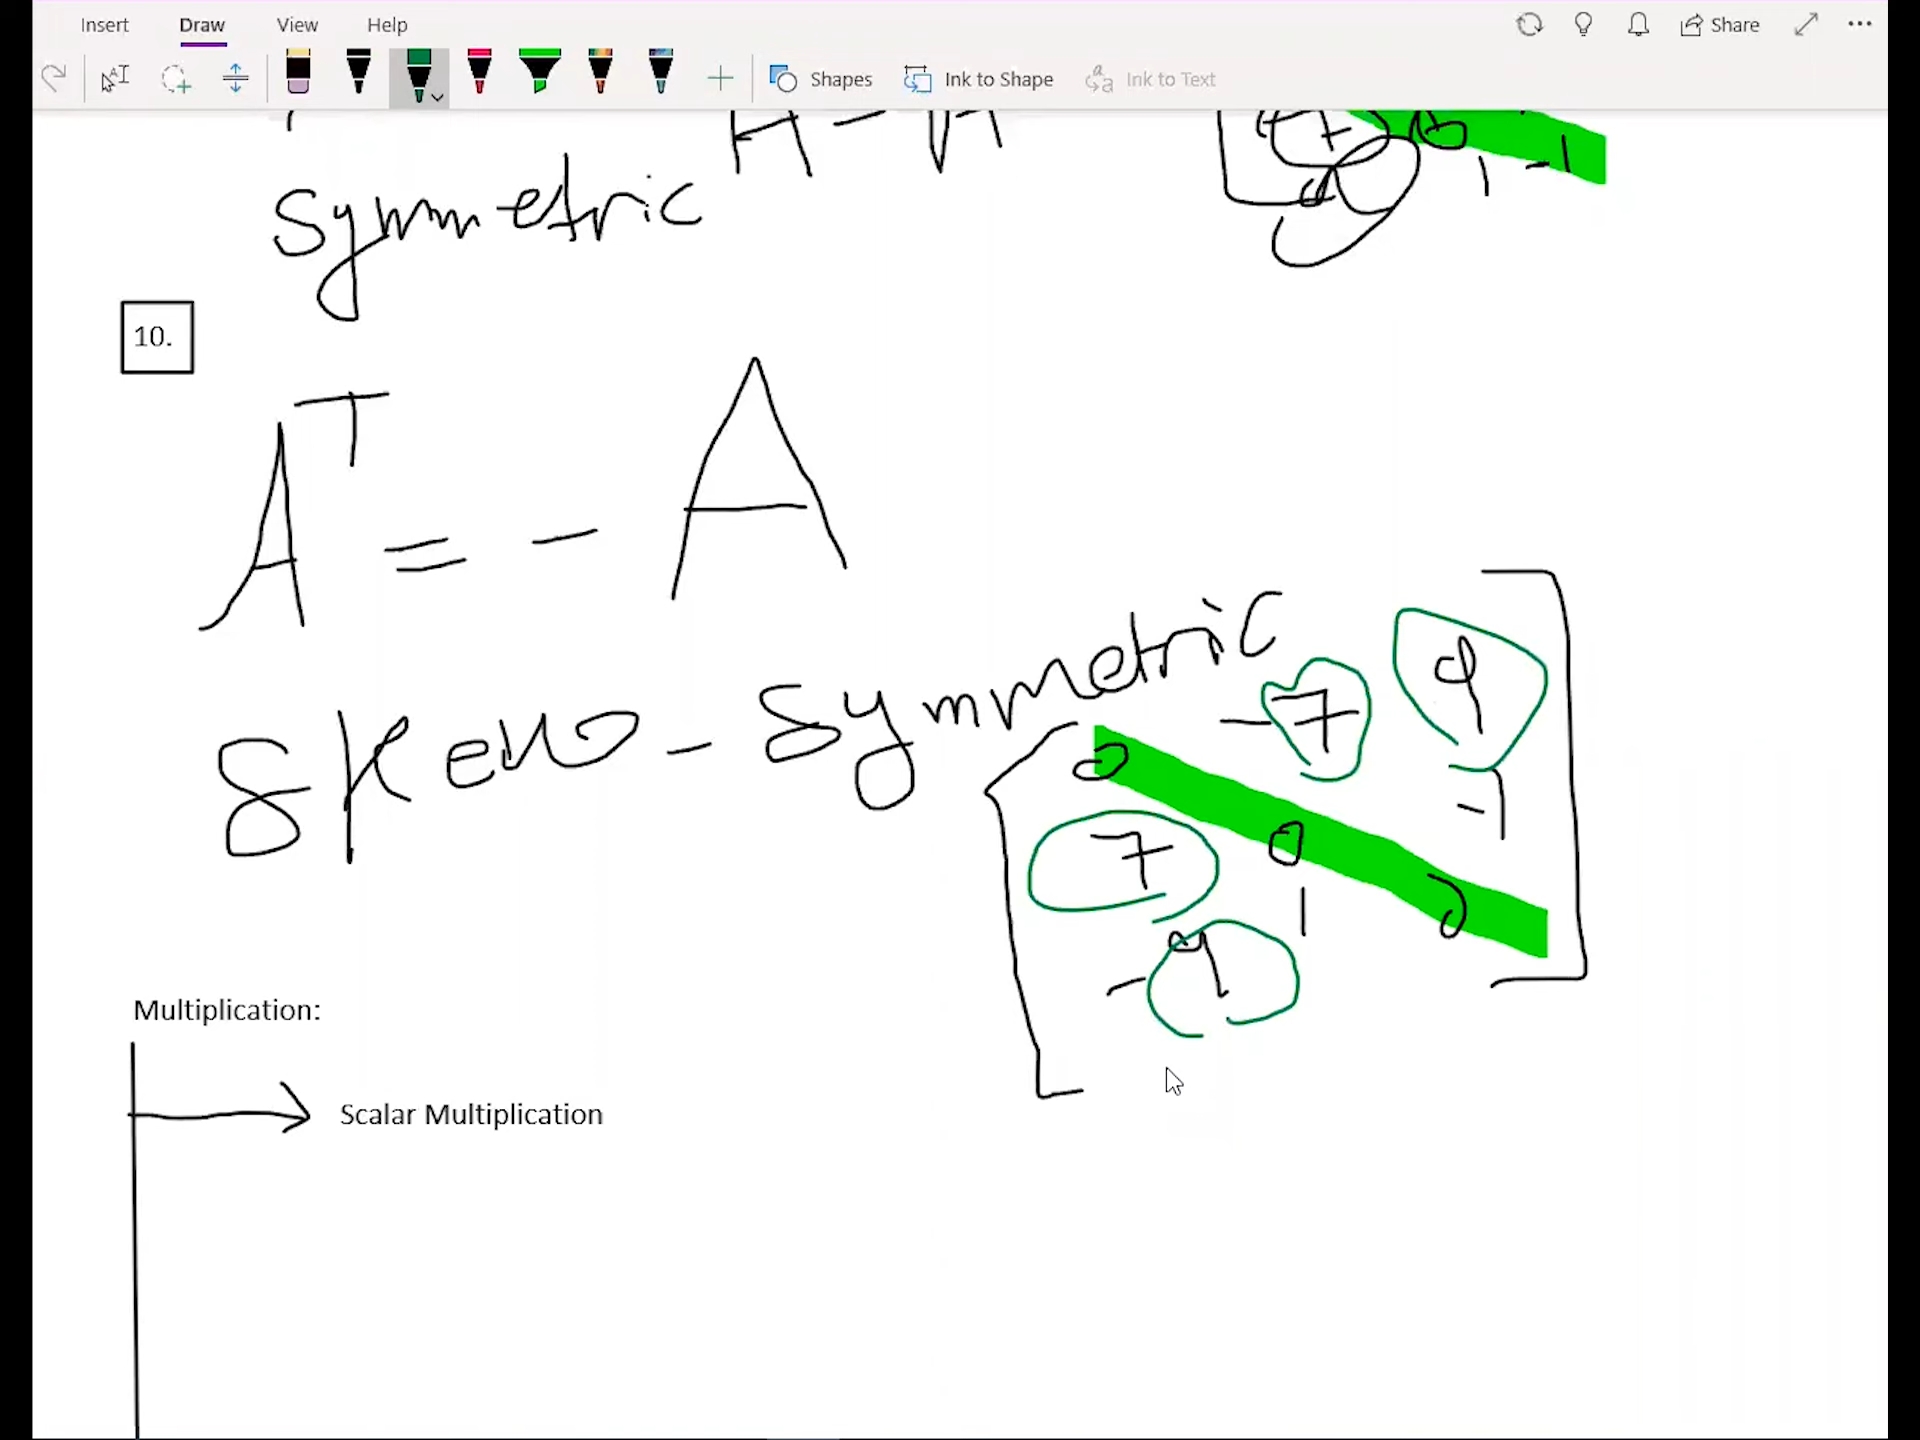 Insert Draw View Help Share
Shapes Ink to Shape Ink to Text
Symmetric
10.
A^T = - A
Skew - Symmetric
0 -7 9
7 0 -1
-9 1 0
Multiplication:
Scalar Multiplication